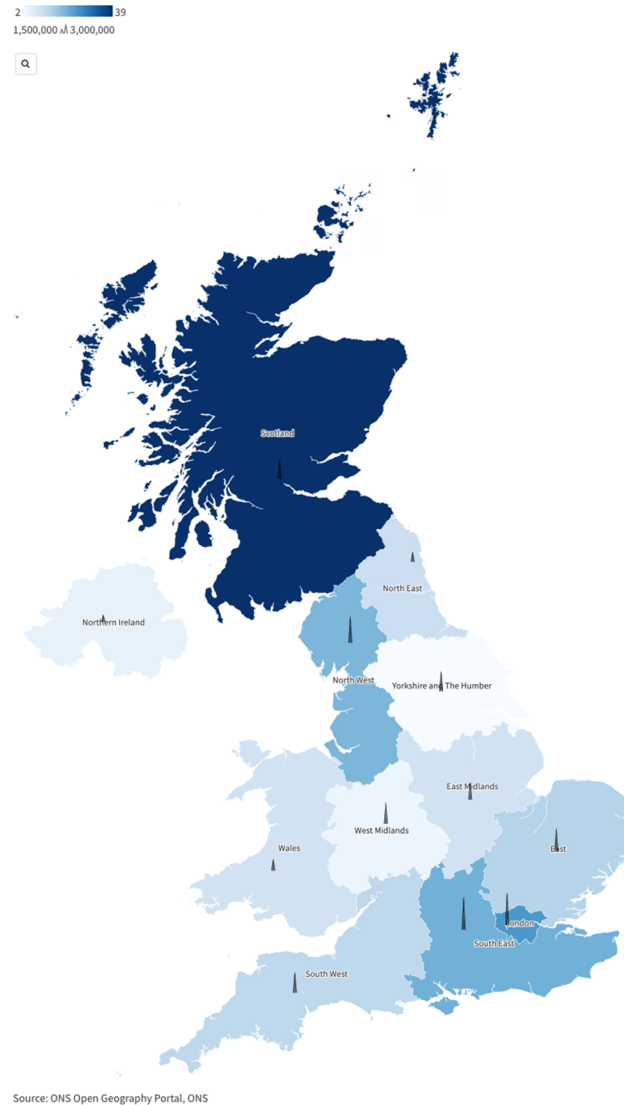 2 39
1,500,000 3,000,000
Scotland
North East
Northern Ireland
North West
Yorkshire and The Humber
East Midlands
West Midlands
Wales
East
London
South East
South West
Source: ONS Open Geography Portal, ONS